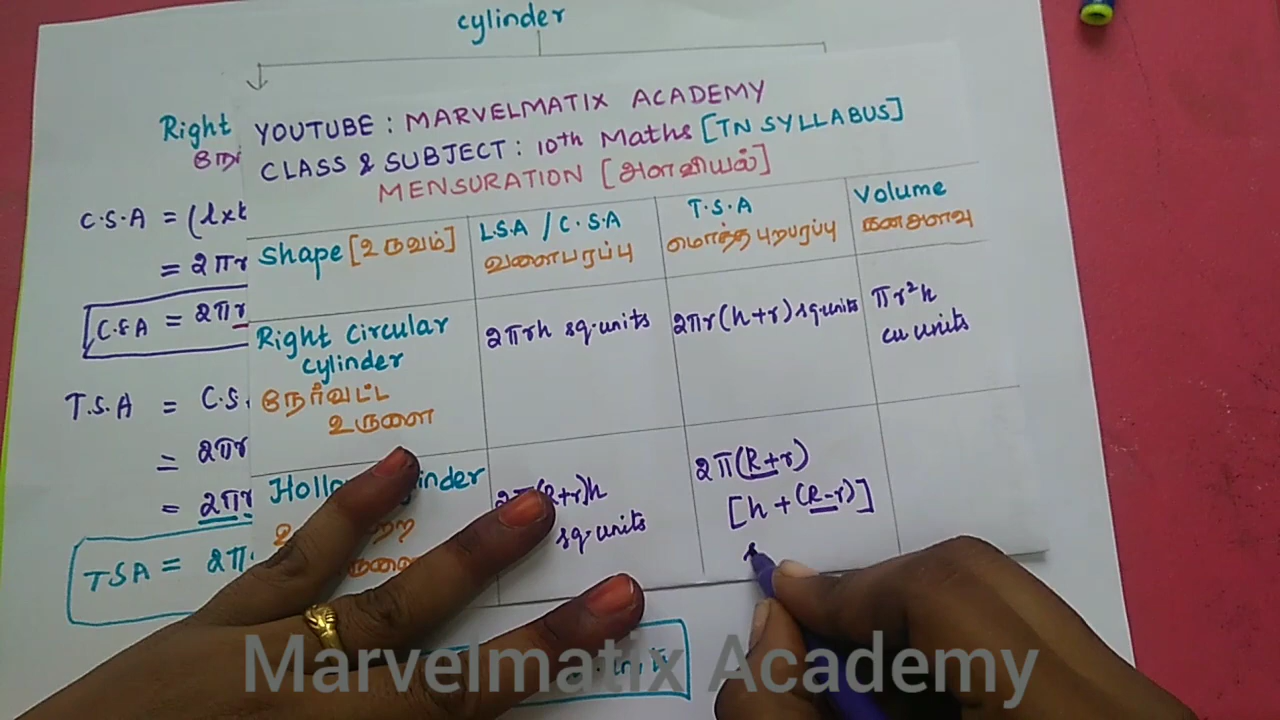 cylinder
Right
YOUTUBE : MARVELMATIX ACADEMY
CLASS & SUBJECT : 10th Maths [TN SYLLABUS]
MENSURATION [அளவியல்]
C.S.A = (l×b
= 2πr
C.S.A = 2πr
T.S.A = C.S.
= 2πr
= 2πr
TSA = 2π
Shape [உருவம்]
L.S.A / C.S.A
வளைபரப்பு
T.S.A
மொத்த புறபரப்பு
Volume
கனஅளவு
Right Circular
cylinder
நேர்வட்ட
உருளை
2πrh sq.units
2πr(h+r) sq.units
πr²h
cu units
2π(R+r)h
sq.units
2π(R+r)
[h+(R-r)]
Marvelmatix Academy